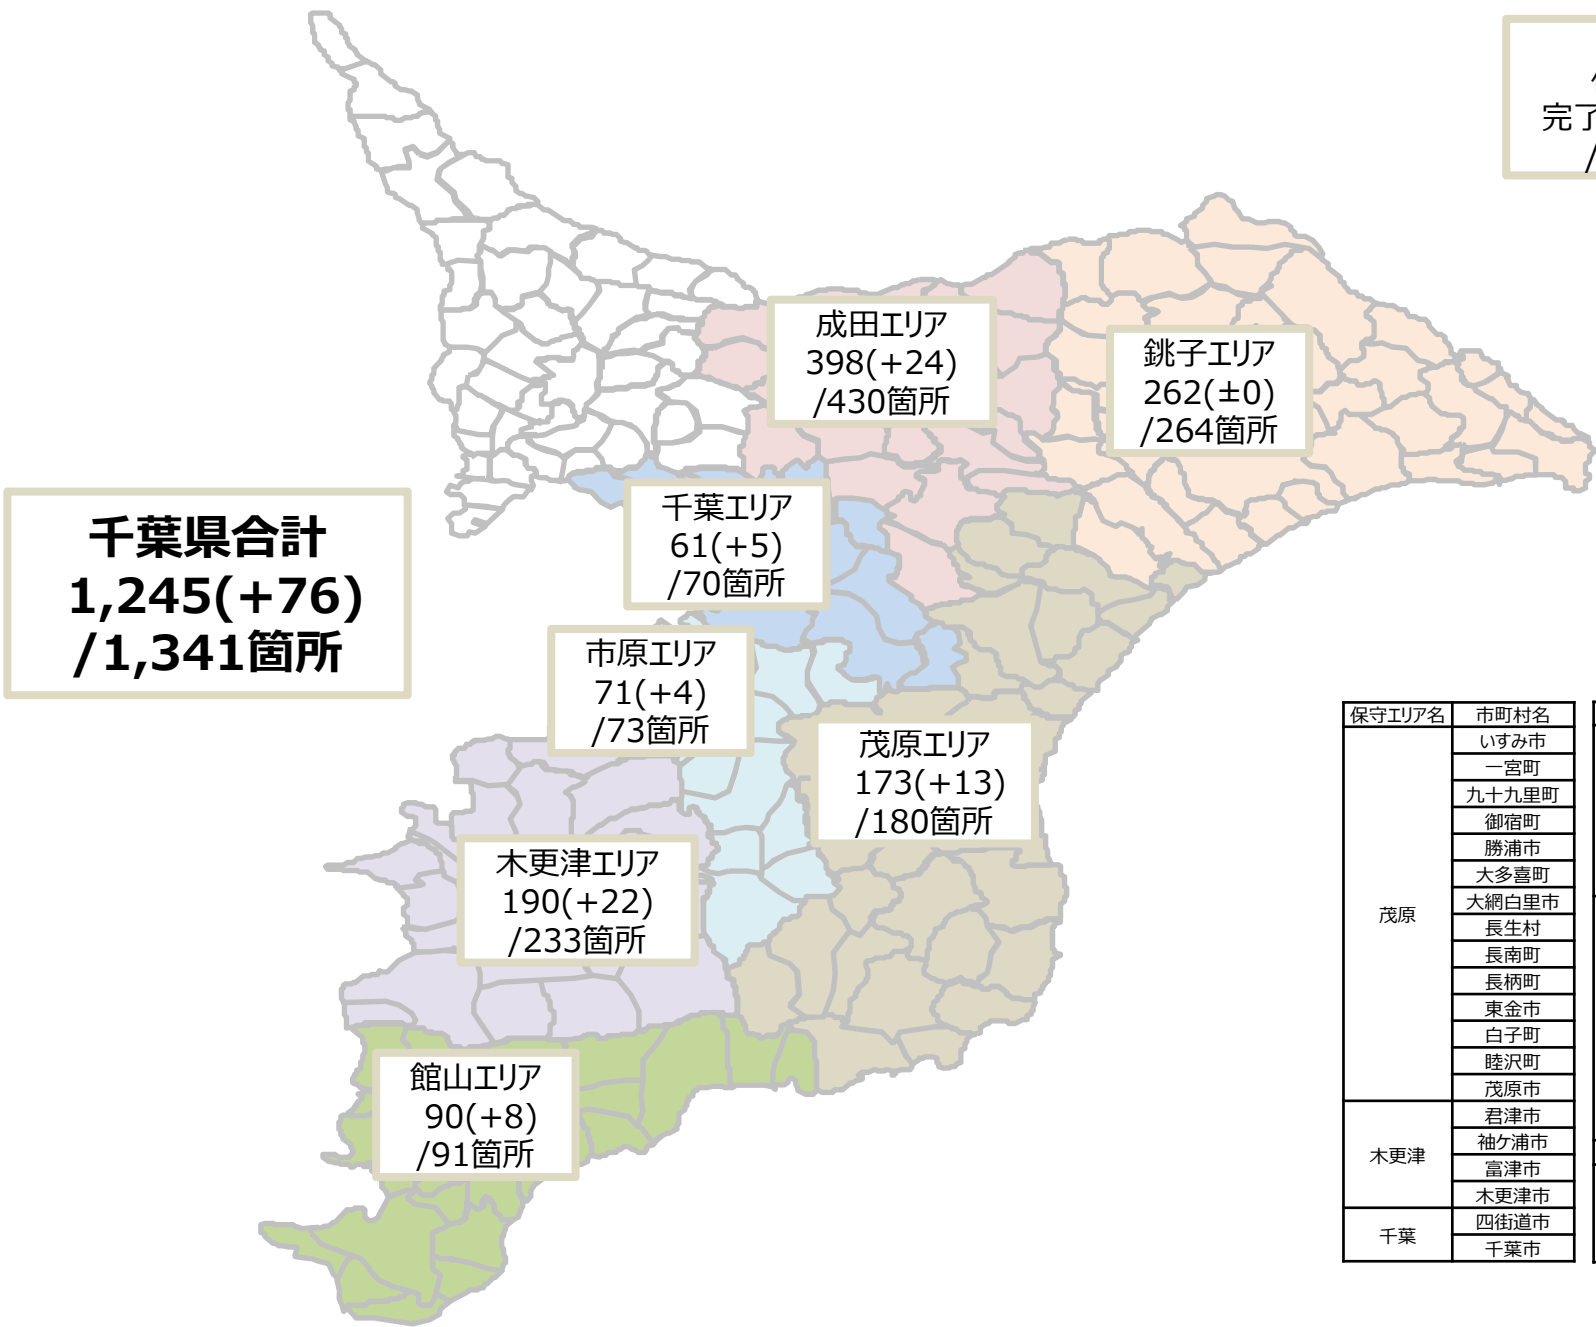 完了
/
成田エリア
398(+24)
/430箇所
銚子エリア
262(±0)
/264箇所
千葉エリア
61(+5)
/70箇所
千葉県合計
1,245(+76)
/1,341箇所
市原エリア
71(+4)
/73箇所
茂原エリア
173(+13)
/180箇所
木更津エリア
190(+22)
/233箇所
館山エリア
90(+8)
/91箇所
保守エリア名 市町村名
茂原
いすみ市
一宮町
九十九里町
御宿町
勝浦市
大多喜町
大網白里市
長生村
長南町
長柄町
東金市
白子町
睦沢町
茂原市
木更津
君津市
袖ケ浦市
富津市
木更津市
千葉
四街道市
千葉市